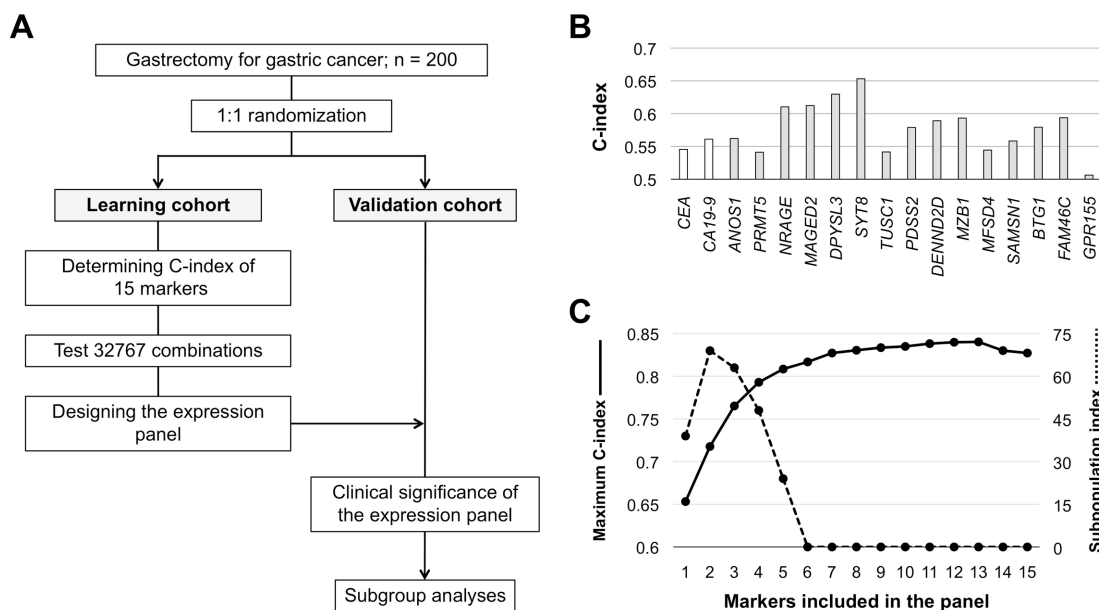 A
Gastrectomy for gastric cancer; n = 200
1:1 randomization
Learning cohort
Validation cohort
Determining C-index of
15 markers
Test 32767 combinations
Designing the expression
panel
Clinical significance of
the expression panel
Subgroup analyses
B
C-index
0.7
0.65
0.6
0.55
0.5
CEA
CA19-9
ANOS1
PRMT5
NRAGE
MAGED2
DPYSL3
SYT8
TUSC1
PDSS2
DENND2D
MZB1
MFSD4
SAMSN1
BTG1
FAM46C
GPR155
C
Maximum C-index
0.85
0.8
0.75
0.7
0.65
0.6
75
60
45
30
15
0
Subpopulation index
1 2 3 4 5 6 7 8 9 10 11 12 13 14 15
Markers included in the panel